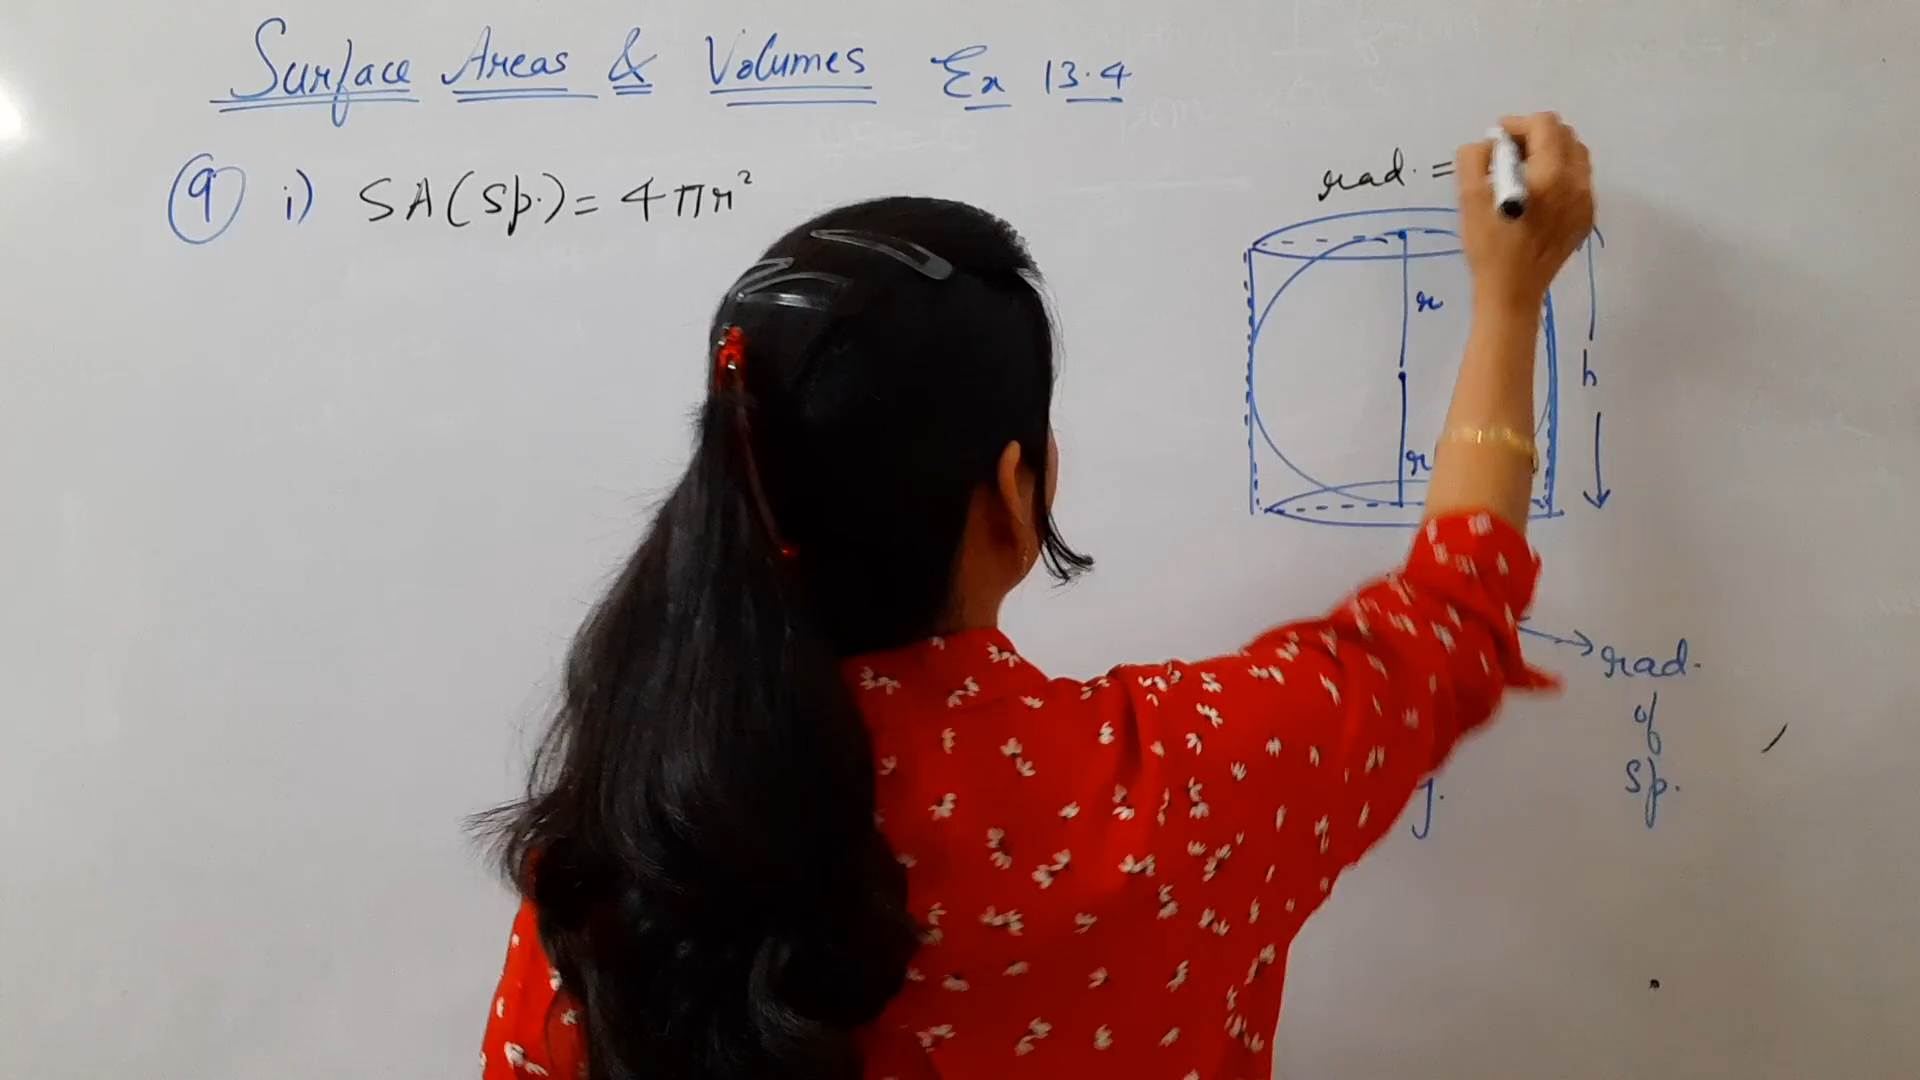 Surface Areas & Volumes Ex 13.4
9 i) SA(Sp.) = 4πr²
rad. =
r
h
r
rad.
of
Sp.